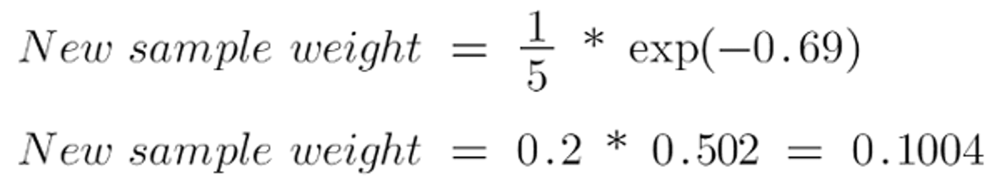 New sample weight = 1/5 * exp(−0.69)
New sample weight = 0.2 * 0.502 = 0.1004